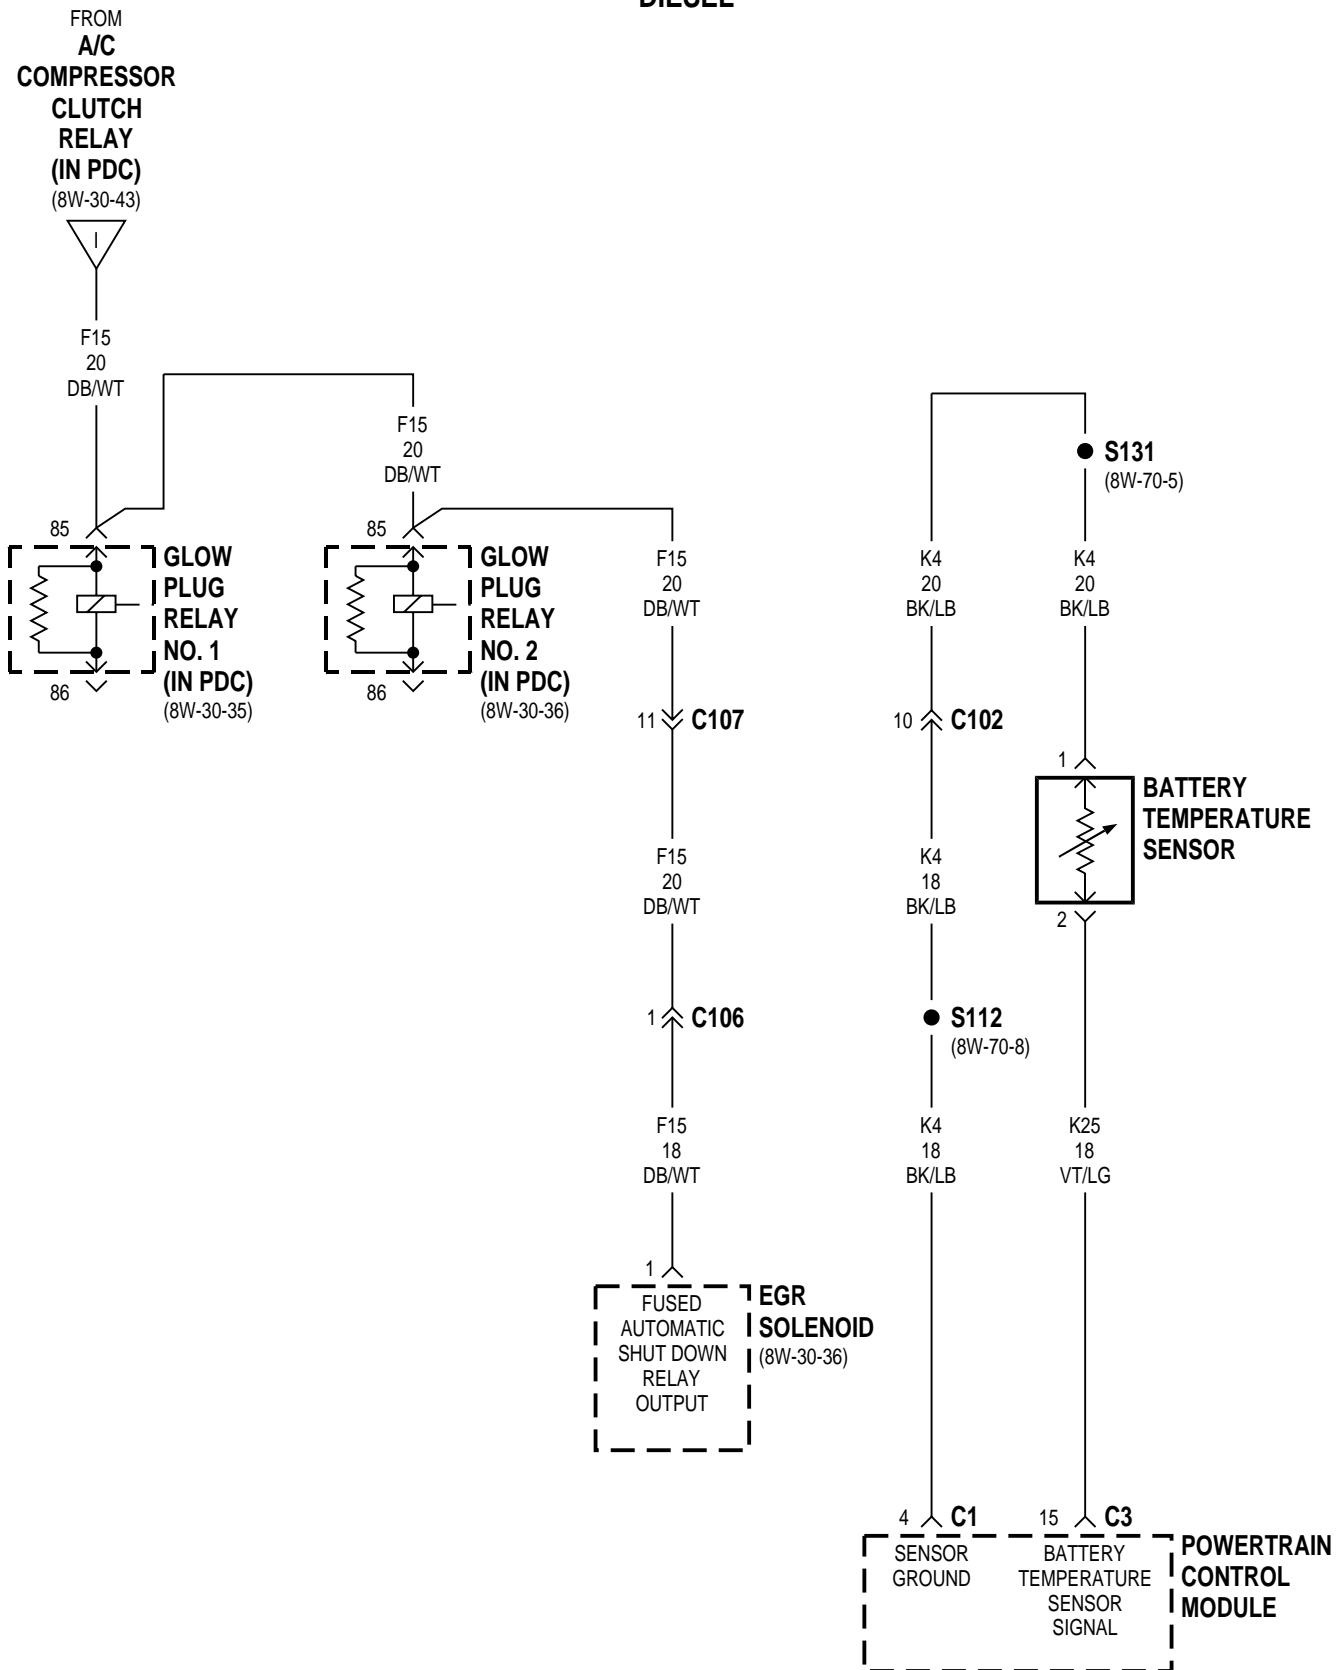 DIESEL
FROM
A/C
COMPRESSOR
CLUTCH
RELAY
(IN PDC)
(8W-30-43)
I
F15
20
DB/WT
F15
20
DB/WT
85
GLOW
PLUG
RELAY
NO. 1
(IN PDC)
(8W-30-35)
86
85
GLOW
PLUG
RELAY
NO. 2
(IN PDC)
(8W-30-36)
86
F15
20
DB/WT
11 C107
F15
20
DB/WT
1 C106
F15
18
DB/WT
1
FUSED
AUTOMATIC
SHUT DOWN
RELAY
OUTPUT
EGR
SOLENOID
(8W-30-36)
S131
(8W-70-5)
K4
20
BK/LB
K4
20
BK/LB
10 C102
1
BATTERY
TEMPERATURE
SENSOR
2
K4
18
BK/LB
S112
(8W-70-8)
K4
18
BK/LB
K25
18
VT/LG
4 C1
15 C3
SENSOR
GROUND
BATTERY
TEMPERATURE
SENSOR
SIGNAL
POWERTRAIN
CONTROL
MODULE